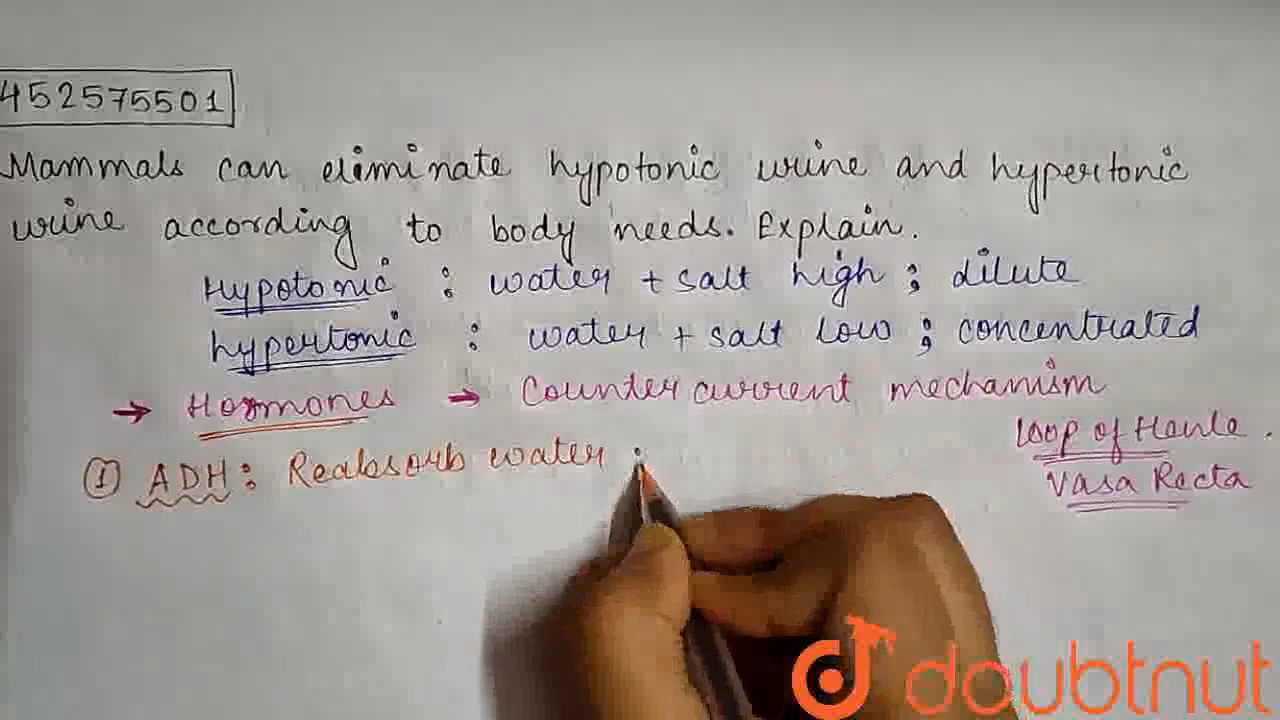 452575501
Mammals can eliminate hypotonic urine and hypertonic
urine according to body needs. Explain.
Hypotonic : water + salt high ; dilute
hypertonic : water + salt low ; concentrated
→ Hormones → Counter current mechanism
Loop of Henle.
① ADH : Reabsorb water :
Vasa Recta
doubtnut